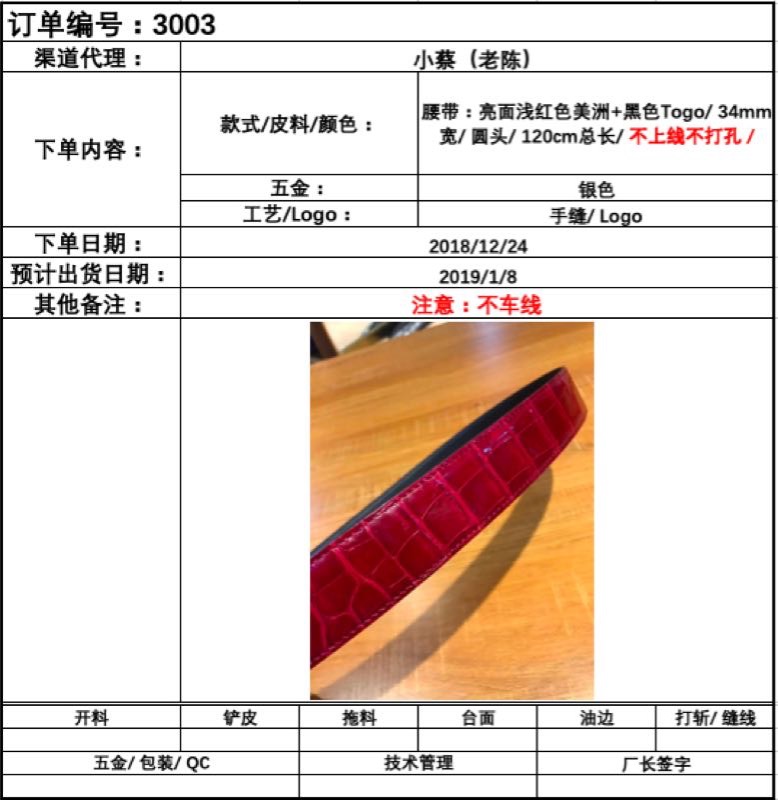 订单编号：3003
渠道代理：
小蔡（老陈）
下单内容：
款式/皮料/颜色：
腰带：亮面浅红色美洲+黑色Togo/ 34mm
宽/ 圆头/ 120cm总长/ 不上线不打孔 /
五金：
银色
工艺/Logo：
手缝/ Logo
下单日期：
2018/12/24
预计出货日期：
2019/1/8
其他备注：
注意：不车线
开料
铲皮
拖料
台面
油边
打斩/ 缝线
五金/ 包装/ QC
技术管理
厂长签字